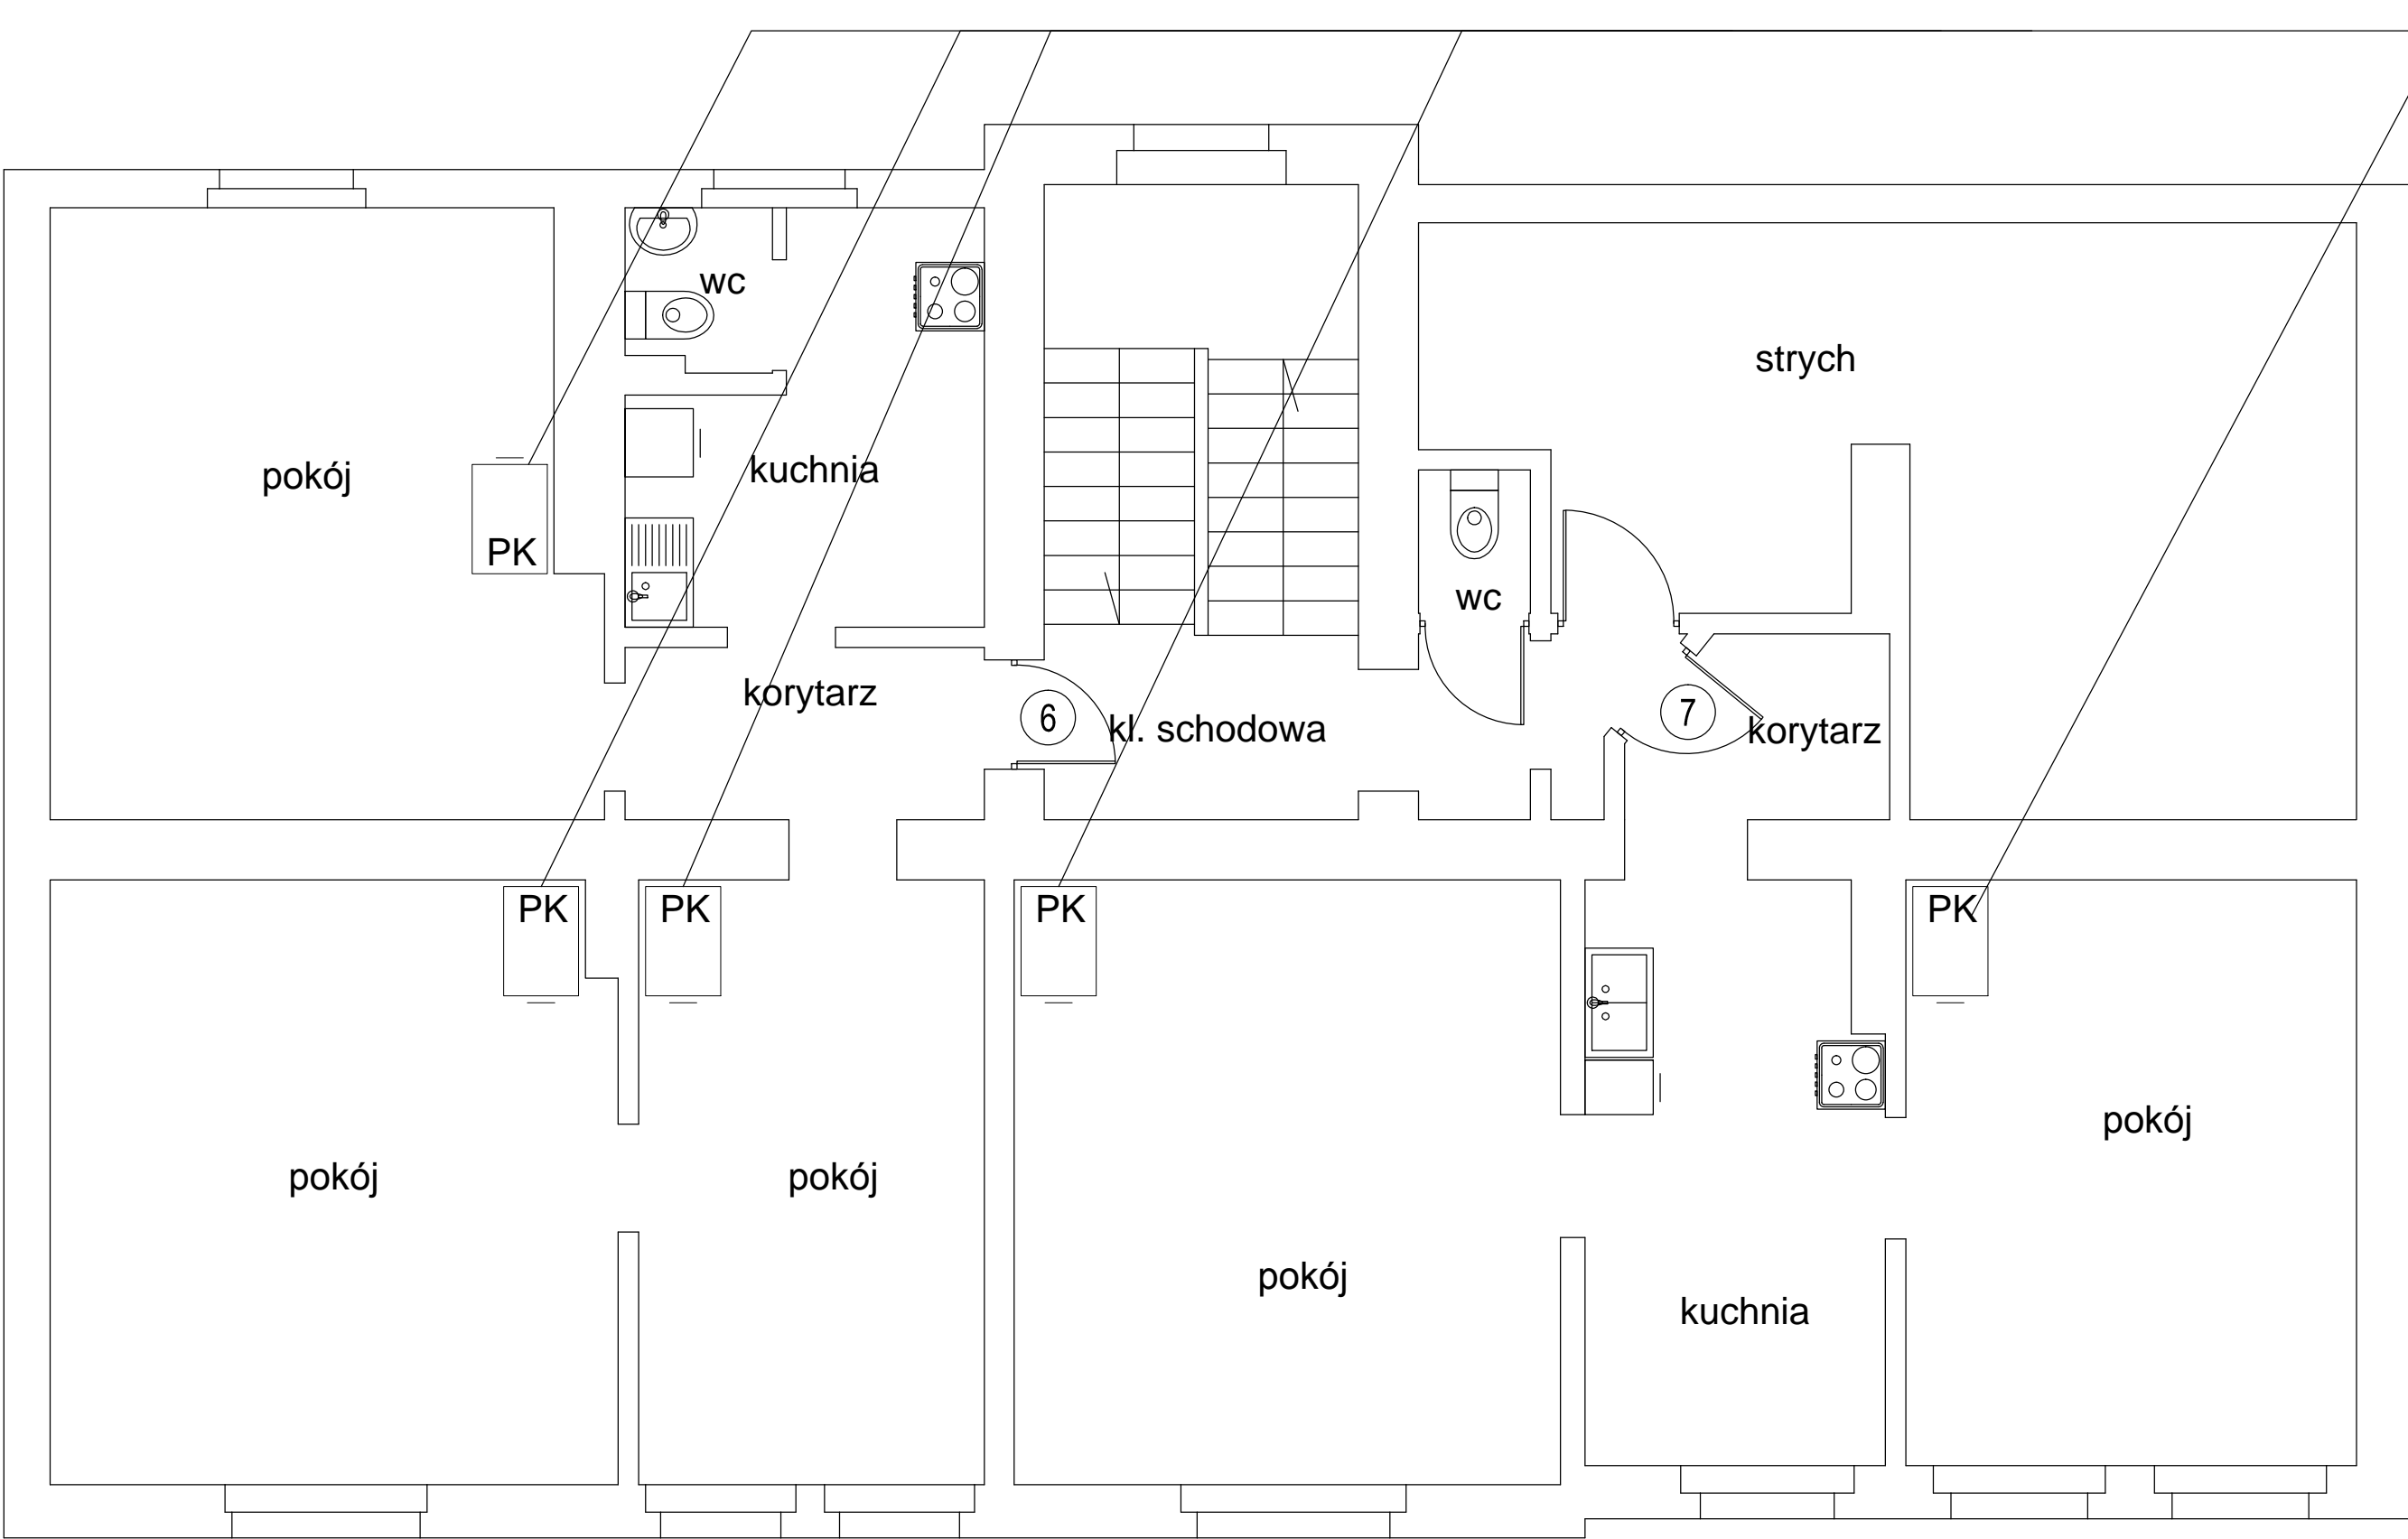 wc
strych
pokój
kuchnia
PK
wc
korytarz
6
kl. schodowa
7
korytarz
PK
PK
PK
PK
pokój
pokój
pokój
pokój
kuchnia